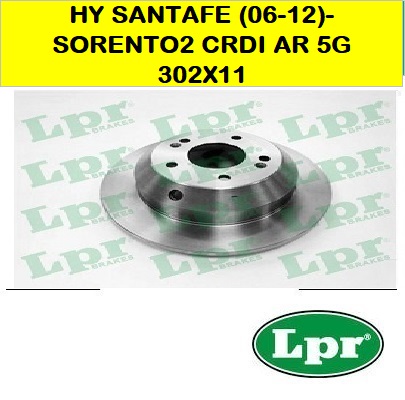 HY SANTAFE (06-12)-
SORENTO2 CRDI AR 5G
302X11
Lpr Lpr Lpr
BRAKES BRAKES BRAKES
Lpr Lpr Lpr
BRAKES
Lpr Lpr Lpr
BRAKES BRAKES BRAKES
Lpr®